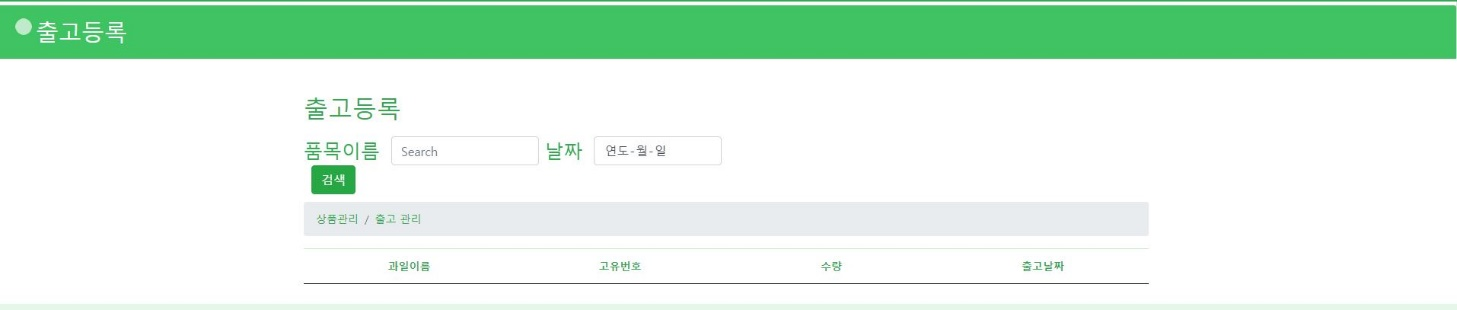 출고등록
출고등록
품목이름 Search 날짜 연도-월-일
검색
상품관리 / 출고 관리
과일이름 고유번호 수량 출고날짜